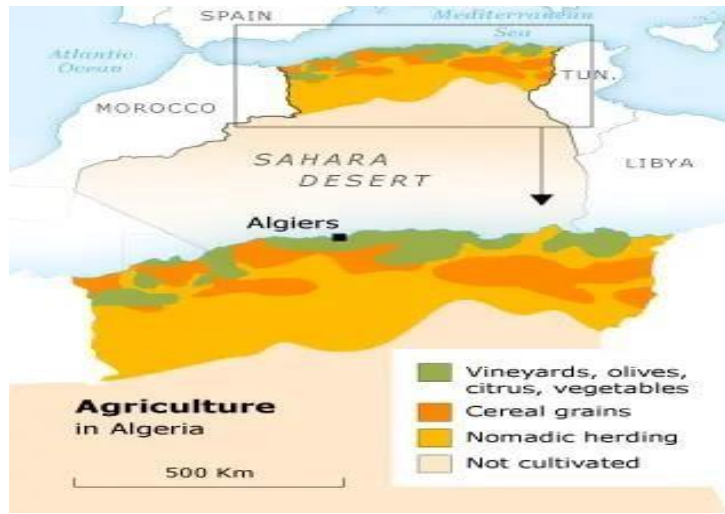 SPAIN
Mediterranean
Sea
Atlantic
Ocean
TUN.
MOROCCO
SAHARA
DESERT
LIBYA
Algiers
Vineyards, olives,
citrus, vegetables
Cereal grains
Nomadic herding
Not cultivated
Agriculture
in Algeria
500 Km